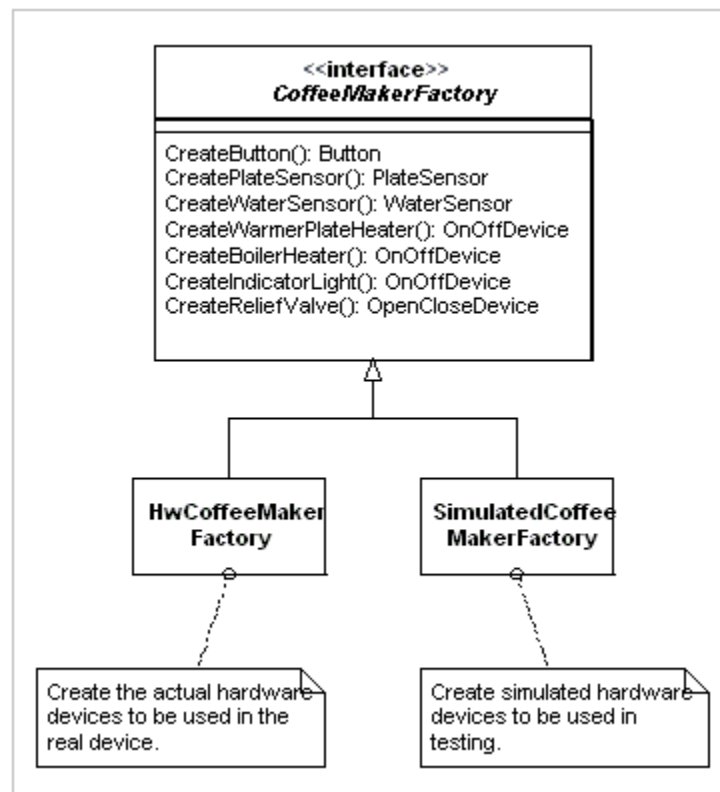 <<interface>>
CoffeeMakerFactory
CreateButton(): Button
CreatePlateSensor(): PlateSensor
CreateWaterSensor(): WaterSensor
CreateWarmerPlateHeater(): OnOffDevice
CreateBoilerHeater(): OnOffDevice
CreateIndicatorLight(): OnOffDevice
CreateReliefValve(): OpenCloseDevice
HwCoffeeMaker
Factory
SimulatedCoffee
MakerFactory
Create the actual hardware
devices to be used in the
real device.
Create simulated hardware
devices to be used in
testing.